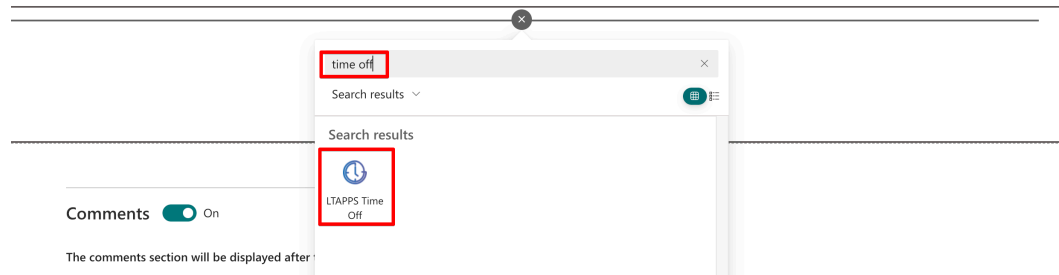 time off
Search results
Search results
LTAPPS Time
Off
Comments On
The comments section will be displayed after